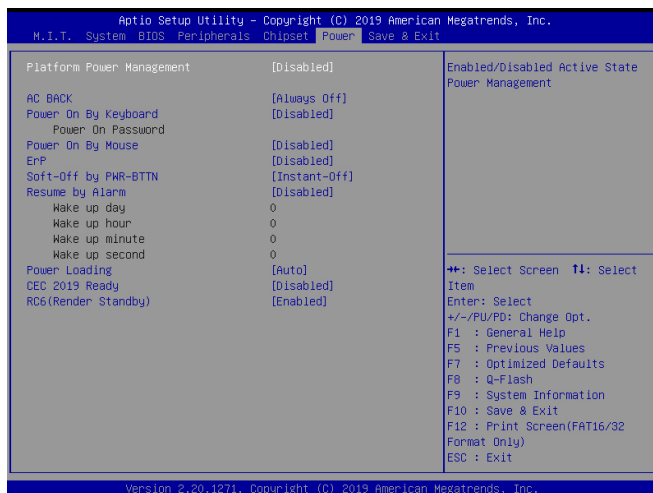 Aptio Setup Utility – Copyright (C) 2019 American Megatrends, Inc.
M.I.T. System BIOS Peripherals Chipset Power Save & Exit
Platform Power Management [Disabled]
AC BACK [Always Off]
Power On By Keyboard [Disabled]
Power On Password
Power On By Mouse [Disabled]
ErP [Disabled]
Soft-Off by PWR-BTTN [Instant-Off]
Resume by Alarm [Disabled]
Wake up day 0
Wake up hour 0
Wake up minute 0
Wake up second 0
Power Loading [Auto]
CEC 2019 Ready [Disabled]
RC6(Render Standby) [Enabled]
Enabled/Disabled Active State
Power Management
→←: Select Screen ↑↓: Select
Item
Enter: Select
+/-/PU/PD: Change Opt.
F1 : General Help
F5 : Previous Values
F7 : Optimized Defaults
F8 : Q-Flash
F9 : System Information
F10 : Save & Exit
F12 : Print Screen(FAT16/32
Format Only)
ESC : Exit
Version 2.20.1271. Copyright (C) 2019 American Megatrends, Inc.